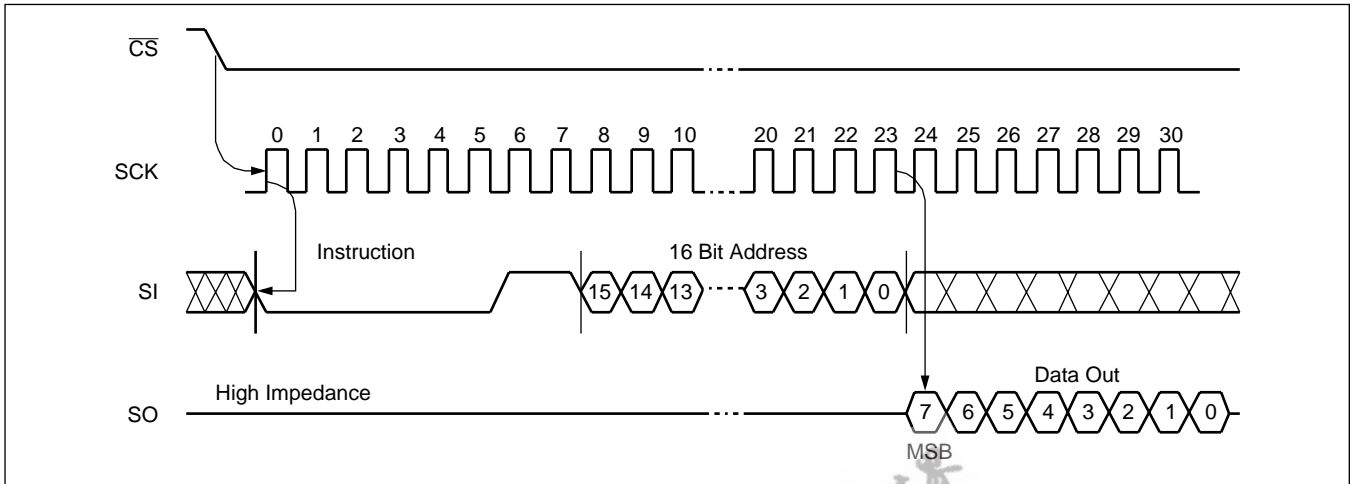 CS
0 1 2 3 4 5 6 7 8 9 10 20 21 22 23 24 25 26 27 28 29 30
SCK
Instruction
16 Bit Address
SI
15 14 13 3 2 1 0
High Impedance
Data Out
SO
7 6 5 4 3 2 1 0
MSB